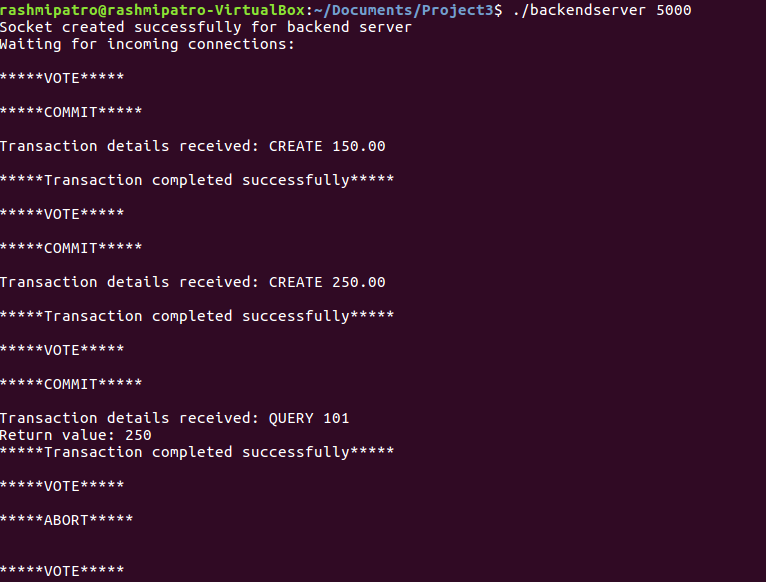 rashmipatro@rashmipatro-VirtualBox:~/Documents/Project3$ ./backendserver 5000
Socket created successfully for backend server
Waiting for incoming connections:
*****VOTE*****
*****COMMIT*****
Transaction details received: CREATE 150.00
*****Transaction completed successfully*****
*****VOTE*****
*****COMMIT*****
Transaction details received: CREATE 250.00
*****Transaction completed successfully*****
*****VOTE*****
*****COMMIT*****
Transaction details received: QUERY 101
Return value: 250
*****Transaction completed successfully*****
*****VOTE*****
*****ABORT*****
*****VOTE*****